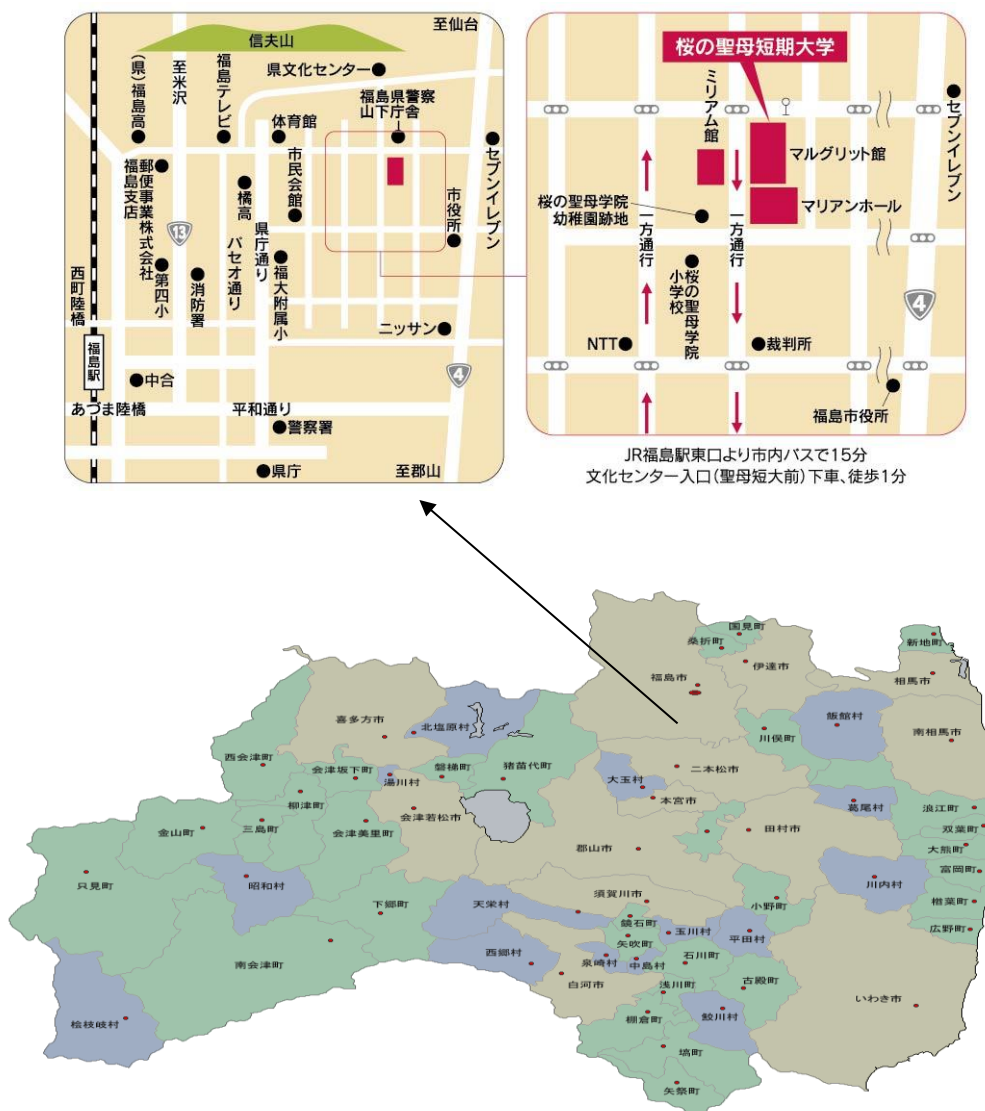 至仙台
信夫山
(県)福島高
至米沢
福島テレビ
県文化センター
福島県警察
山下庁舎
体育館
市民会館
セブンイレブン
郵便事業株式会社
福島支店
橘高
市役所
13
県庁通り
パセオ通り
福大附属小
第四小
消防署
西町陸橋
ニッサン
福島駅
中合
4
あづま陸橋
平和通り
警察署
県庁
至郡山
桜の聖母短期大学
ミリアム館
マルグリット館
セブンイレブン
桜の聖母学院
幼稚園跡地
マリアンホール
一方通行
一方通行
桜の聖母学院
小学校
4
NTT
裁判所
福島市役所
JR福島駅東口より市内バスで15分
文化センター入口(聖母短大前)下車、徒歩1分
国見町
桑折町
新地町
伊達市
福島市
相馬市
喜多方市
北塩原村
飯館村
川俣町
南相馬市
西会津町
会津坂下町
湯川村
磐梯町
猪苗代町
二本松市
大玉村
本宮市
柳津町
葛尾村
浪江町
会津若松市
金山町
三島町
会津美里町
田村市
双葉町
大熊町
郡山市
富岡町
只見町
昭和村
川内村
須賀川市
楢葉町
下郷町
天栄村
小野町
鏡石町
玉川村
平田村
広野町
矢吹町
西郷村
南会津町
泉崎村
中島村
石川町
白河市
浅川町
古殿町
いわき市
棚倉町
鮫川村
桧枝岐村
塙町
矢祭町